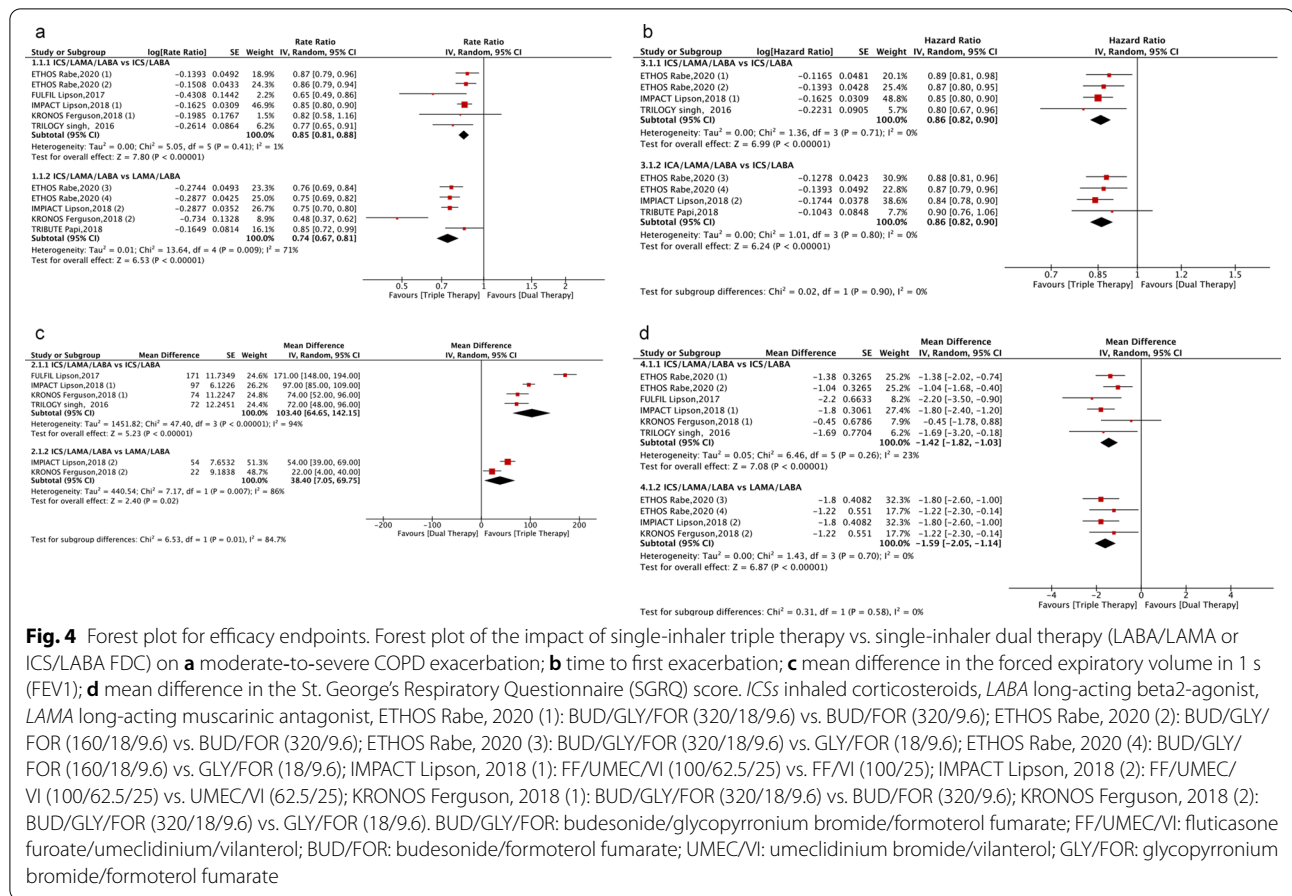 a
Rate Ratio Rate Ratio
Study or Subgroup log[Rate Ratio] SE Weight IV, Random, 95% CI IV, Random, 95% CI
1.1.1 ICS/LAMA/LABA vs ICS/LABA
ETHOS Rabe,2020 (1) −0.1393 0.0492 18.9% 0.87 [0.79, 0.96]
ETHOS Rabe,2020 (2) −0.1508 0.0433 24.3% 0.86 [0.79, 0.94]
FULFIL Lipson,2017 −0.4308 0.1442 2.2% 0.65 [0.49, 0.86]
IMPACT Lipson,2018 (1) −0.1625 0.0309 46.9% 0.85 [0.80, 0.90]
KRONOS Ferguson,2018 (1) −0.1985 0.1767 1.5% 0.82 [0.58, 1.16]
TRILOGY singh, 2016 −0.2614 0.0864 6.2% 0.77 [0.65, 0.91]
Subtotal (95% CI) 100.0% 0.85 [0.81, 0.88]
Heterogeneity: Tau² = 0.00; Chi² = 5.05, df = 5 (P = 0.41); I² = 1%
Test for overall effect: Z = 7.80 (P < 0.00001)
1.1.2 ICS/LAMA/LABA vs LAMA/LABA
ETHOS Rabe,2020 (3) −0.2744 0.0493 23.3% 0.76 [0.69, 0.84]
ETHOS Rabe,2020 (4) −0.2877 0.0425 25.0% 0.75 [0.69, 0.82]
IMPIACT Lipson,2018 (2) −0.2877 0.0352 26.7% 0.75 [0.70, 0.80]
KRONOS Ferguson,2018 (2) −0.734 0.1328 8.9% 0.48 [0.37, 0.62]
TRIBUTE Papi,2018 −0.1649 0.0814 16.1% 0.85 [0.72, 0.99]
Subtotal (95% CI) 100.0% 0.74 [0.67, 0.81]
Heterogeneity: Tau² = 0.01; Chi² = 13.64, df = 4 (P = 0.009); I² = 71%
Test for overall effect: Z = 6.53 (P < 0.00001)
0.5 0.7 1 1.5 2
Favours [Triple Therapy] Favours [Dual Therapy]
b
Hazard Ratio Hazard Ratio
Study or Subgroup log[Hazard Ratio] SE Weight IV, Random, 95% CI IV, Random, 95% CI
3.1.1 ICS/LAMA/LABA vs ICS/LABA
ETHOS Rabe,2020 (1) −0.1165 0.0481 20.1% 0.89 [0.81, 0.98]
ETHOS Rabe,2020 (2) −0.1393 0.0428 25.4% 0.87 [0.80, 0.95]
IMPACT Lipson,2018 (1) −0.1625 0.0309 48.8% 0.85 [0.80, 0.90]
TRILOGY singh, 2016 −0.2231 0.0905 5.7% 0.80 [0.67, 0.96]
Subtotal (95% CI) 100.0% 0.86 [0.82, 0.90]
Heterogeneity: Tau² = 0.00; Chi² = 1.36, df = 3 (P = 0.71); I² = 0%
Test for overall effect: Z = 6.99 (P < 0.00001)
3.1.2 ICA/LAMA/LABA vs ICS/LABA
ETHOS Rabe,2020 (3) −0.1278 0.0423 30.9% 0.88 [0.81, 0.96]
ETHOS Rabe,2020 (4) −0.1393 0.0492 22.8% 0.87 [0.79, 0.96]
IMPIACT Lipson,2018 (2) −0.1744 0.0378 38.6% 0.84 [0.78, 0.90]
TRIBUTE Papi,2018 −0.1043 0.0848 7.7% 0.90 [0.76, 1.06]
Subtotal (95% CI) 100.0% 0.86 [0.82, 0.90]
Heterogeneity: Tau² = 0.00; Chi² = 1.01, df = 3 (P = 0.80); I² = 0%
Test for overall effect: Z = 6.24 (P < 0.00001)
0.7 0.85 1 1.2 1.5
Favours [Triple Therapy] Favours [Dual Therapy]
Test for subgroup differences: Chi² = 0.02, df = 1 (P = 0.90), I² = 0%
c
Mean Difference Mean Difference
Study or Subgroup Mean Difference SE Weight IV, Random, 95% CI IV, Random, 95% CI
2.1.1 ICS/LAMA/LABA vs ICS/LABA
FULFIL Lipson,2017 171 11.7349 24.6% 171.00 [148.00, 194.00]
IMPACT Lipson,2018 (1) 97 6.1226 26.2% 97.00 [85.00, 109.00]
KRONOS Ferguson,2018 (1) 74 11.2247 24.8% 74.00 [52.00, 96.00]
TRILOGY singh, 2016 72 12.2451 24.4% 72.00 [48.00, 96.00]
Subtotal (95% CI) 100.0% 103.40 [64.65, 142.15]
Heterogeneity: Tau² = 1451.82; Chi² = 47.40, df = 3 (P < 0.00001); I² = 94%
Test for overall effect: Z = 5.23 (P < 0.00001)
2.1.2 ICS/LAMA/LABA vs LAMA/LABA
IMPIACT Lipson,2018 (2) 54 7.6532 51.3% 54.00 [39.00, 69.00]
KRONOS Ferguson,2018 (2) 22 9.1838 48.7% 22.00 [4.00, 40.00]
Subtotal (95% CI) 100.0% 38.40 [7.05, 69.75]
Heterogeneity: Tau² = 440.54; Chi² = 7.17, df = 1 (P = 0.007); I² = 86%
Test for overall effect: Z = 2.40 (P = 0.02)
−200 −100 0 100 200
Favours [Dual Therapy] Favours [Triple Therapy]
Test for subgroup differences: Chi² = 6.53, df = 1 (P = 0.01), I² = 84.7%
d
Mean Difference Mean Difference
Study or Subgroup Mean Difference SE Weight IV, Random, 95% CI IV, Random, 95% CI
4.1.1 ICS/LAMA/LABA vs ICS/LABA
ETHOS Rabe,2020 (1) −1.38 0.3265 25.2% −1.38 [−2.02, −0.74]
ETHOS Rabe,2020 (2) −1.04 0.3265 25.2% −1.04 [−1.68, −0.40]
FULFIL Lipson,2017 −2.2 0.6633 8.2% −2.20 [−3.50, −0.90]
IMPACT Lipson,2018 (1) −1.8 0.3061 27.4% −1.80 [−2.40, −1.20]
KRONOS Ferguson,2018 (1) −0.45 0.6786 7.9% −0.45 [−1.78, 0.88]
TRILOGY singh, 2016 −1.69 0.7704 6.2% −1.69 [−3.20, −0.18]
Subtotal (95% CI) 100.0% −1.42 [−1.82, −1.03]
Heterogeneity: Tau² = 0.05; Chi² = 6.46, df = 5 (P = 0.26); I² = 23%
Test for overall effect: Z = 7.08 (P < 0.00001)
4.1.2 ICS/LAMA/LABA vs LAMA/LABA
ETHOS Rabe,2020 (3) −1.8 0.4082 32.3% −1.80 [−2.60, −1.00]
ETHOS Rabe,2020 (4) −1.22 0.551 17.7% −1.22 [−2.30, −0.14]
IMPIACT Lipson,2018 (2) −1.8 0.4082 32.3% −1.80 [−2.60, −1.00]
KRONOS Ferguson,2018 (2) −1.22 0.551 17.7% −1.22 [−2.30, −0.14]
Subtotal (95% CI) 100.0% −1.59 [−2.05, −1.14]
Heterogeneity: Tau² = 0.00; Chi² = 1.43, df = 3 (P = 0.70); I² = 0%
Test for overall effect: Z = 6.87 (P < 0.00001)
−4 −2 0 2 4
Favours [Triple Therapy] Favours [Dual Therapy]
Test for subgroup differences: Chi² = 0.31, df = 1 (P = 0.58), I² = 0%
Fig. 4 Forest plot for efficacy endpoints. Forest plot of the impact of single-inhaler triple therapy vs. single-inhaler dual therapy (LABA/LAMA or
ICS/LABA FDC) on a moderate-to-severe COPD exacerbation; b time to first exacerbation; c mean difference in the forced expiratory volume in 1 s
(FEV1); d mean difference in the St. George's Respiratory Questionnaire (SGRQ) score. ICSs inhaled corticosteroids, LABA long-acting beta2-agonist,
LAMA long-acting muscarinic antagonist, ETHOS Rabe, 2020 (1): BUD/GLY/FOR (320/18/9.6) vs. BUD/FOR (320/9.6); ETHOS Rabe, 2020 (2): BUD/GLY/
FOR (160/18/9.6) vs. BUD/FOR (320/9.6); ETHOS Rabe, 2020 (3): BUD/GLY/FOR (320/18/9.6) vs. GLY/FOR (18/9.6); ETHOS Rabe, 2020 (4): BUD/GLY/
FOR (160/18/9.6) vs. GLY/FOR (18/9.6); IMPACT Lipson, 2018 (1): FF/UMEC/VI (100/62.5/25) vs. FF/VI (100/25); IMPACT Lipson, 2018 (2): FF/UMEC/
VI (100/62.5/25) vs. UMEC/VI (62.5/25); KRONOS Ferguson, 2018 (1): BUD/GLY/FOR (320/18/9.6) vs. BUD/FOR (320/9.6); KRONOS Ferguson, 2018 (2):
BUD/GLY/FOR (320/18/9.6) vs. GLY/FOR (18/9.6). BUD/GLY/FOR: budesonide/glycopyrronium bromide/formoterol fumarate; FF/UMEC/VI: fluticasone
furoate/umeclidinium/vilanterol; BUD/FOR: budesonide/formoterol fumarate; UMEC/VI: umeclidinium bromide/vilanterol; GLY/FOR: glycopyrronium
bromide/formoterol fumarate